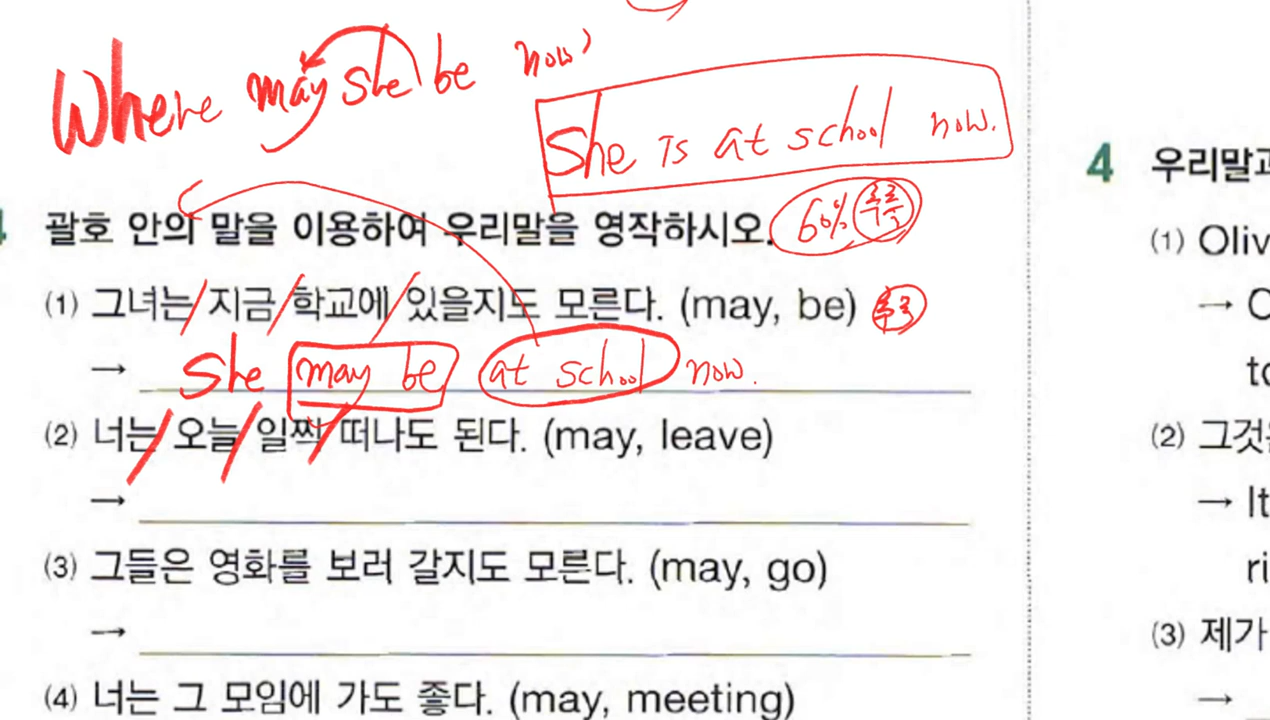 Where may she be now?
She is at school now.
괄호 안의 말을 이용하여 우리말을 영작하시오.
60%
(1) 그녀는/지금/학교에/있을지도 모른다. (may, be)
→ She may be at school now.
(2) 너는/오늘/일찍/떠나도 된다. (may, leave)
→
(3) 그들은 영화를 보러 갈지도 모른다. (may, go)
→
(4) 너는 그 모임에 가도 좋다. (may, meeting)
4 우리말과
(1) Oliv
→ O
to
(2) 그것은
→ It
ri
(3) 제가
→